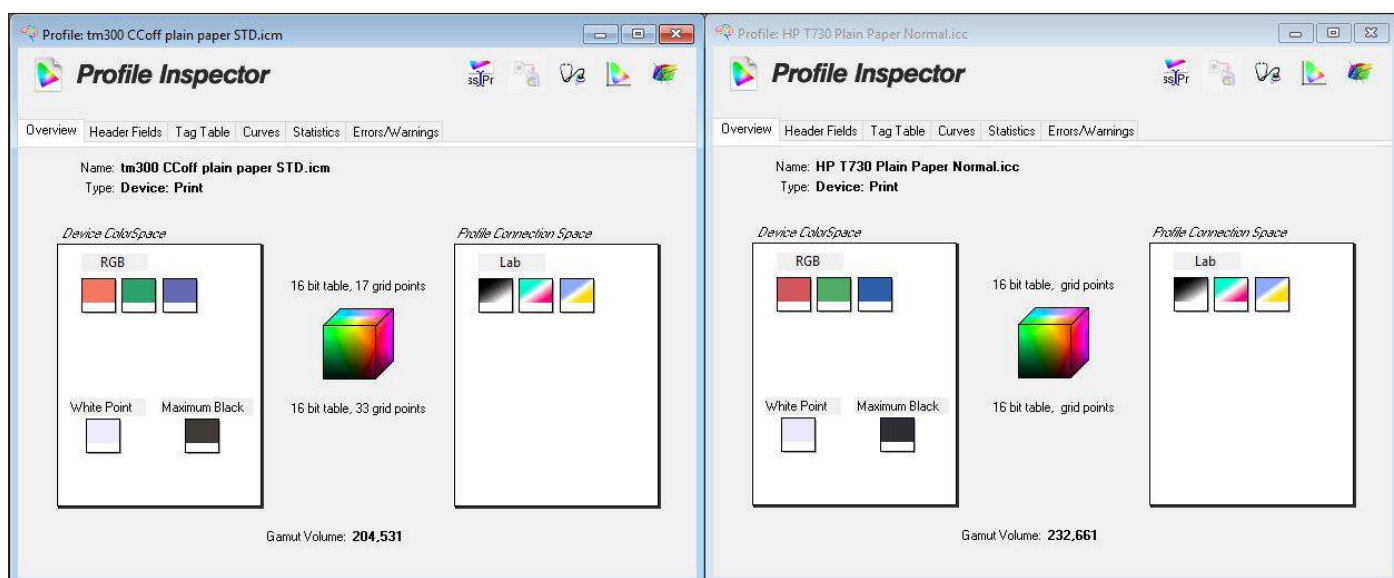 Profile: tm300 CCoff plain paper STD.icm
Profile Inspector
ss Pr
Overview Header Fields Tag Table Curves Statistics Errors/Warnings
Name: tm300 CCoff plain paper STD.icm
Type: Device: Print
Device ColorSpace
Profile Connection Space
RGB
Lab
16 bit table, 17 grid points
White Point
Maximum Black
16 bit table, 33 grid points
Gamut Volume: 204,531
Profile: HP T730 Plain Paper Normal.icc
Profile Inspector
ss Pr
Overview Header Fields Tag Table Curves Statistics Errors/Warnings
Name: HP T730 Plain Paper Normal.icc
Type: Device: Print
Device ColorSpace
Profile Connection Space
RGB
Lab
16 bit table, grid points
White Point
Maximum Black
16 bit table, grid points
Gamut Volume: 232,661